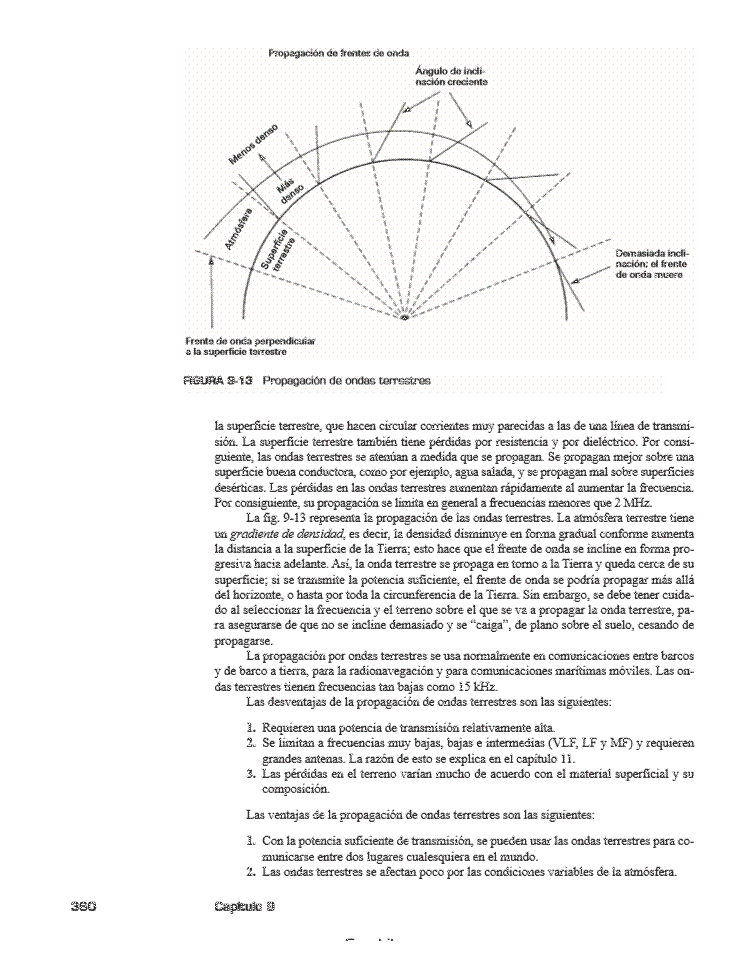 Propagación de frentes de onda
Ángulo de incli-
nación creciente
Menos denso
Más
denso
Atmósfera
Superficie
terrestre
Demasiada incli-
nación; el frente
de onda muere
Frente de onda perpendicular
a la superficie terrestre
FIGURA 9-13 Propagación de ondas terrestres
la superficie terrestre, que hacen circular corrientes muy parecidas a las de una línea de transmi-
sión. La superficie terrestre también tiene pérdidas por resistencia y por dieléctrico. Por consi-
guiente, las ondas terrestres se atenúan a medida que se propagan. Se propagan mejor sobre una
superficie buena conductora, como por ejemplo, agua salada, y se propagan mal sobre superficies
desérticas. Las pérdidas en las ondas terrestres aumentan rápidamente al aumentar la frecuencia.
Por consiguiente, su propagación se limita en general a frecuencias menores que 2 MHz.
La fig. 9-13 representa la propagación de las ondas terrestres. La atmósfera terrestre tiene
un gradiente de densidad, es decir, la densidad disminuye en forma gradual conforme aumenta
la distancia a la superficie de la Tierra; esto hace que el frente de onda se incline en forma pro-
gresiva hacia adelante. Así, la onda terrestre se propaga en torno a la Tierra y queda cerca de su
superficie; si se transmite la potencia suficiente, el frente de onda se podría propagar más allá
del horizonte, o hasta por toda la circunferencia de la Tierra. Sin embargo, se debe tener cuida-
do al seleccionar la frecuencia y el terreno sobre el que se va a propagar la onda terrestre, pa-
ra asegurarse de que no se incline demasiado y se “caiga”, de plano sobre el suelo, cesando de
propagarse.
La propagación por ondas terrestres se usa normalmente en comunicaciones entre barcos
y de barco a tierra, para la radionavegación y para comunicaciones marítimas móviles. Las on-
das terrestres tienen frecuencias tan bajas como 15 kHz.
Las desventajas de la propagación de ondas terrestres son las siguientes:
1. Requieren una potencia de transmisión relativamente alta.
2. Se limitan a frecuencias muy bajas, bajas e intermedias (VLF, LF y MF) y requieren
grandes antenas. La razón de esto se explica en el capítulo 11.
3. Las pérdidas en el terreno varían mucho de acuerdo con el material superficial y su
composición.
Las ventajas de la propagación de ondas terrestres son las siguientes:
1. Con la potencia suficiente de transmisión, se pueden usar las ondas terrestres para co-
municarse entre dos lugares cualesquiera en el mundo.
2. Las ondas terrestres se afectan poco por las condiciones variables de la atmósfera.
360 Capítulo 9